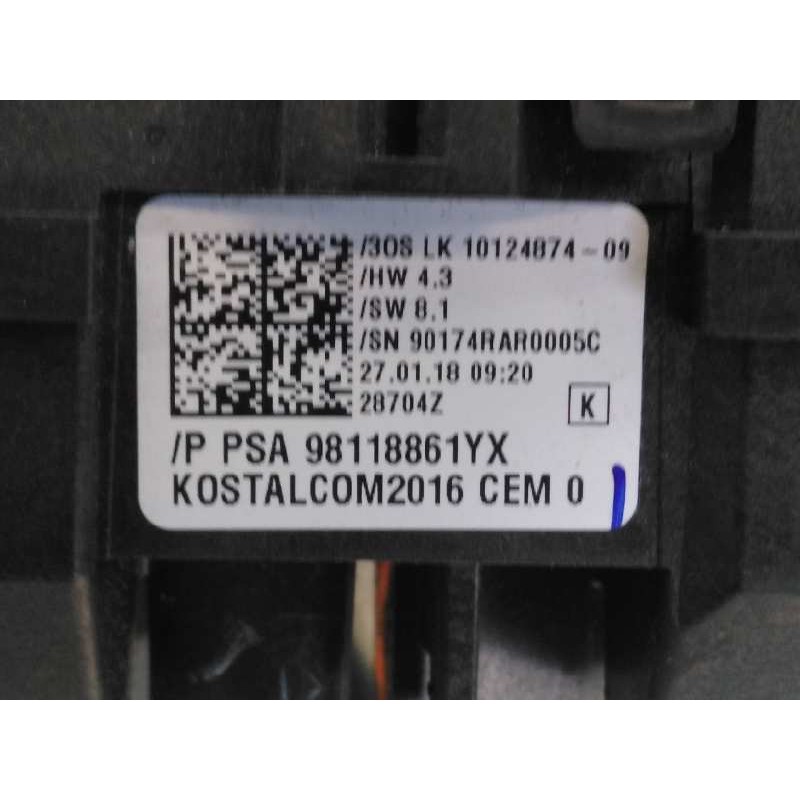 /3OS LK 10124874-09
/HW 4.3
/SW 8.1
/SN 90174RAR0005C
27.01.18 09:20
28704Z
K
/P PSA 98118861YX
KOSTALCOM2016 CEM 0